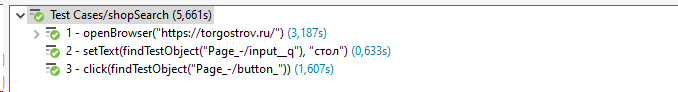 Test Cases/shopSearch (5,661s)
1 - openBrowser("https://torgostrov.ru/") (3,187s)
2 - setText(findTestObject("Page_-/input__q"), "стол") (0,633s)
3 - click(findTestObject("Page_-/button_")) (1,607s)